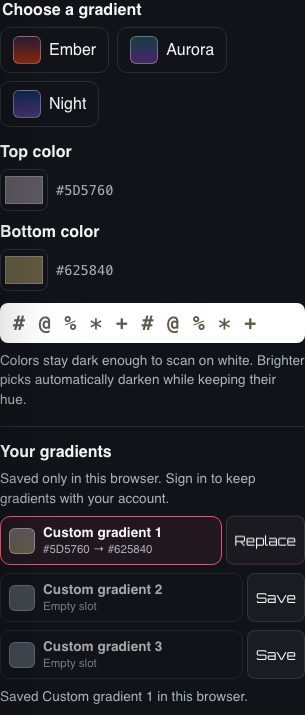 Choose a gradient
Ember
Aurora
Night
Top color
#5D5760
Bottom color
#625840
# @ % * + # @ % * +
Colors stay dark enough to scan on white. Brighter
picks automatically darken while keeping their
hue.
Your gradients
Saved only in this browser. Sign in to keep
gradients with your account.
Custom gradient 1
#5D5760 → #625840
Replace
Custom gradient 2
Empty slot
Save
Custom gradient 3
Empty slot
Save
Saved Custom gradient 1 in this browser.